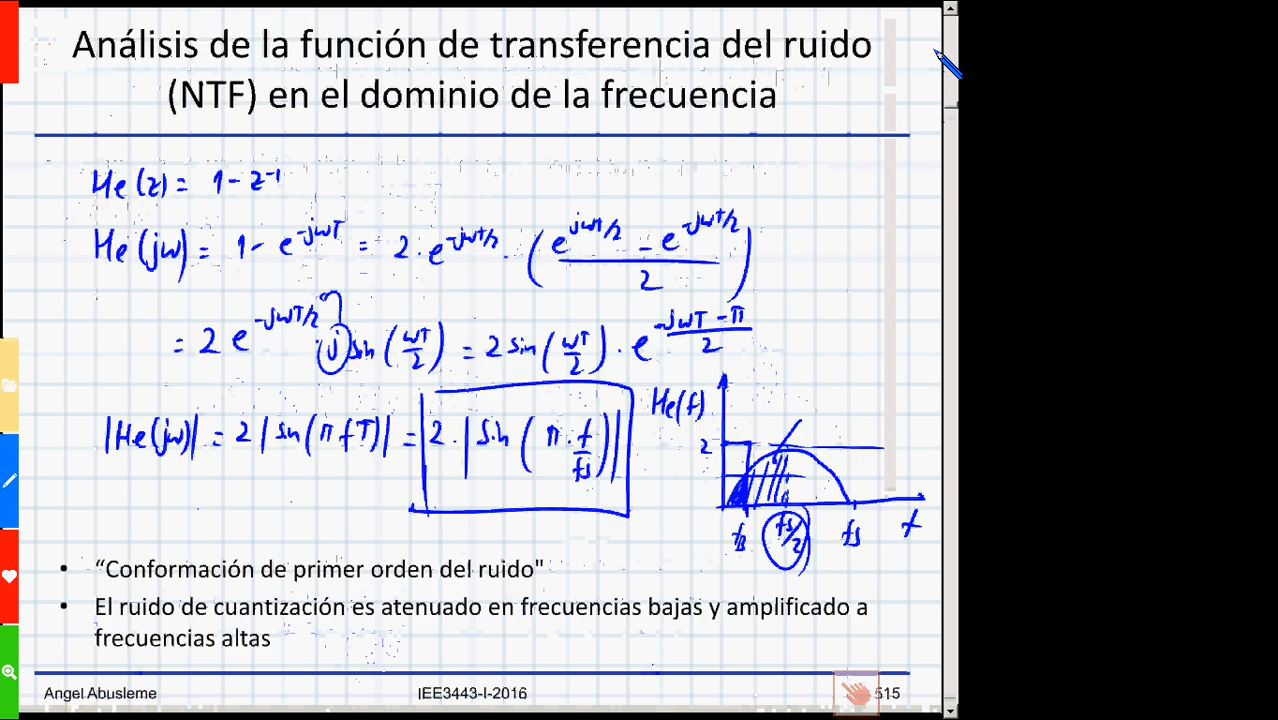 Análisis de la función de transferencia del ruido
(NTF) en el dominio de la frecuencia
He(z) = 1 - z⁻¹
He(jω) = 1 - e^(-jωT) = 2 · e^(-jωT/2) · ((e^(jωT/2) - e^(-jωT/2))/2)
= 2 e^(-jωT/2) j sin(ωT/2) = 2 sin(ωT/2) · e^(-(jωT - π)/2)
|He(jω)| = 2 |sin(π f T)| = 2 · |sin(π · f/fs)|
He(f)
2
fB fs/2 fs f
• “Conformación de primer orden del ruido"
• El ruido de cuantización es atenuado en frecuencias bajas y amplificado a
frecuencias altas
Angel Abusleme IEE3443-I-2016 515